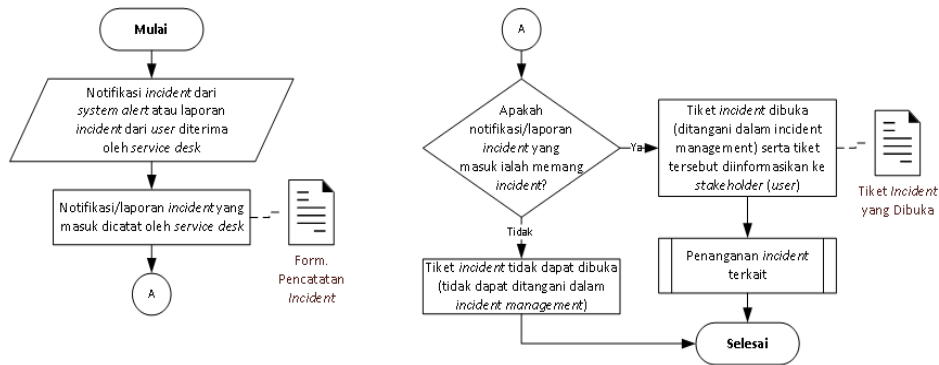 Mulai
Notifikasi incident dari
system alert atau laporan
incident dari user diterima
oleh service desk
Notifikasi/laporan incident yang
masuk dicatat oleh service desk
Form.
Pencatatan
Incident
A
A
Apakah
notifikasi/laporan
incident yang
masuk ialah memang
incident?
Ya
Tidak
Tiket incident dibuka
(ditangani dalam incident
management) serta tiket
tersebut diinformasikan ke
stakeholder (user)
Tiket Incident
yang Dibuka
Tiket incident tidak dapat dibuka
(tidak dapat ditangani dalam
incident management)
Penanganan incident
terkait
Selesai